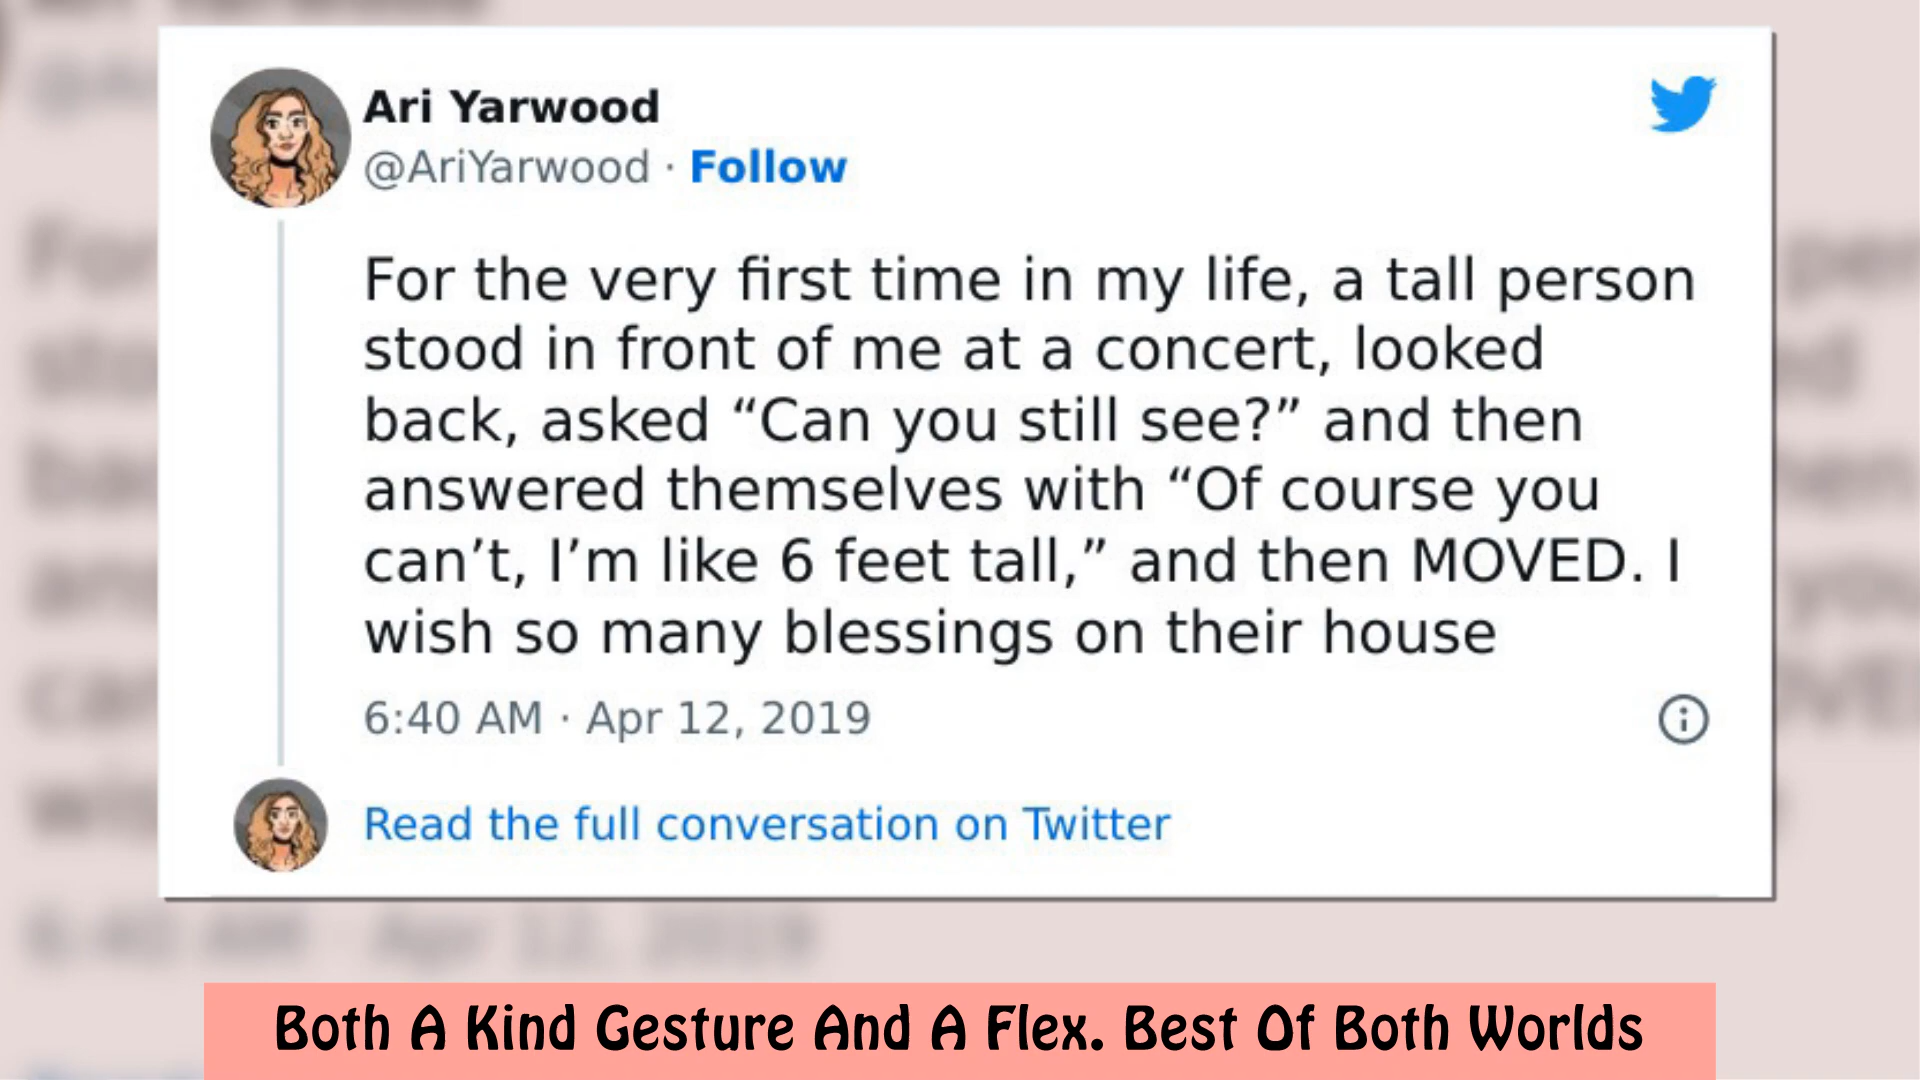 Ari Yarwood
@AriYarwood · Follow
For the very first time in my life, a tall person
stood in front of me at a concert, looked
back, asked “Can you still see?” and then
answered themselves with “Of course you
can’t, I’m like 6 feet tall,” and then MOVED. I
wish so many blessings on their house
6:40 AM · Apr 12, 2019
Read the full conversation on Twitter
Both A Kind Gesture And A Flex. Best Of Both Worlds